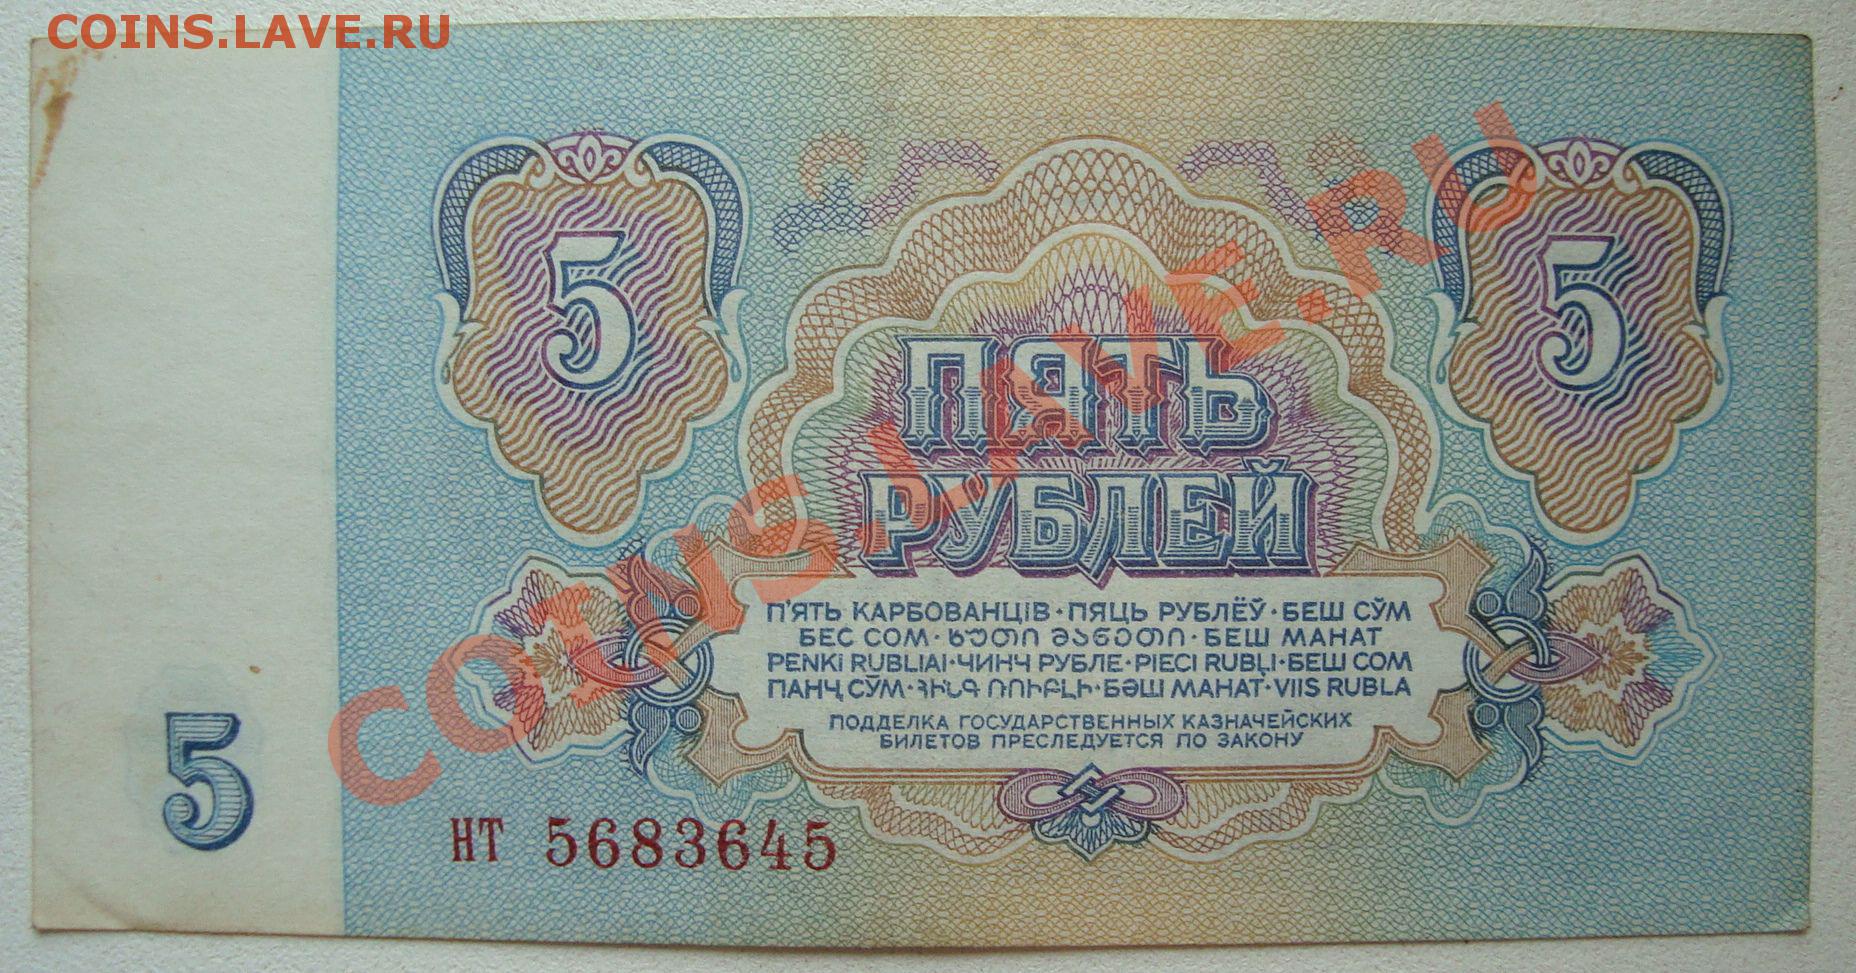 COINS.LAVE.RU
5 5
ПЯТЬ
РУБЛЕЙ
П'ЯТЬ КАРБОВАНЦІВ · ПЯЦЬ РУБЛЁЎ · БЕШ СЎМ
БЕС СОМ · ხუთი მანეთი · БЕШ МАНАТ
PENKI RUBLIAI · ЧИНЧ РУБЛЕ · PIECI RUBĻI · БЕШ СОМ
ПАНҶ СЎМ · ՀԻՆԳ ՌՈՒԲԼԻ · БӘШ МАНАТ · VIIS RUBLA
ПОДДЕЛКА ГОСУДАРСТВЕННЫХ КАЗНАЧЕЙСКИХ
БИЛЕТОВ ПРЕСЛЕДУЕТСЯ ПО ЗАКОНУ
5
НТ 5683645
COINS.LAVE.RU